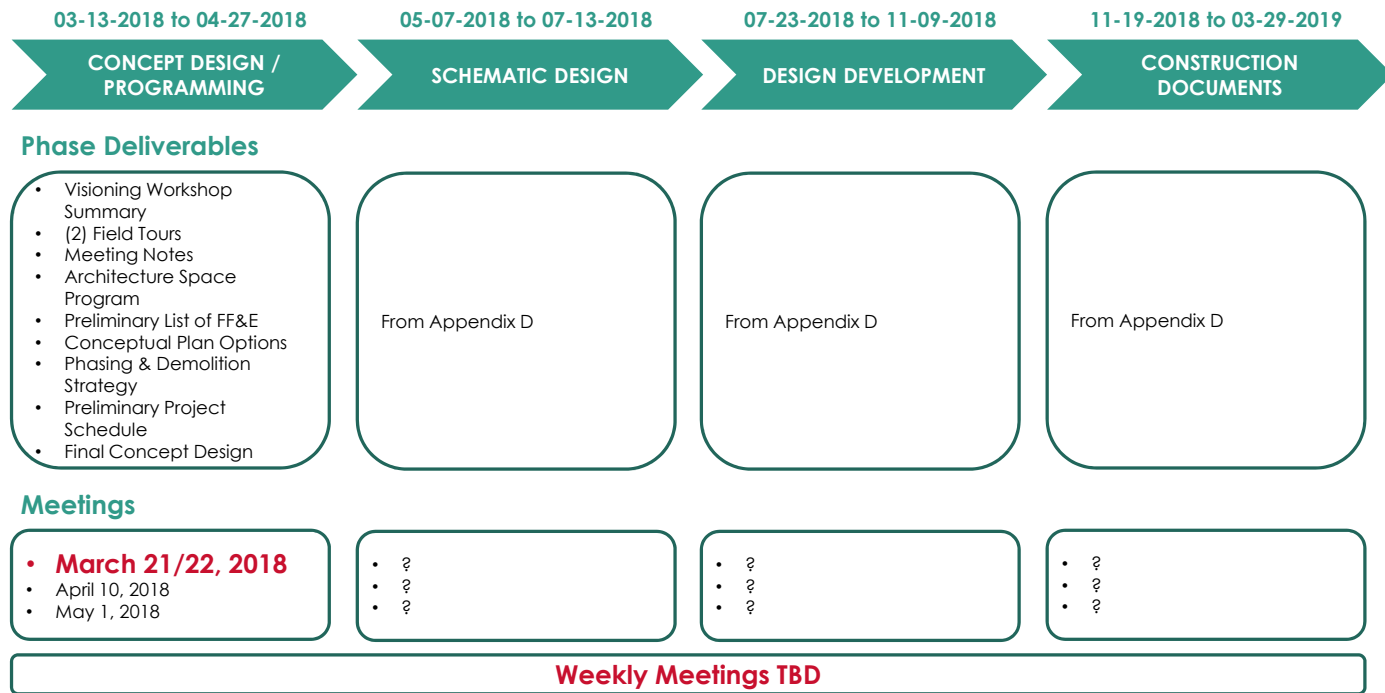 03-13-2018 to 04-27-2018
05-07-2018 to 07-13-2018
07-23-2018 to 11-09-2018
11-19-2018 to 03-29-2019
CONCEPT DESIGN /
PROGRAMMING
SCHEMATIC DESIGN
DESIGN DEVELOPMENT
CONSTRUCTION
DOCUMENTS
Phase Deliverables
• Visioning Workshop
Summary
• (2) Field Tours
• Meeting Notes
• Architecture Space
Program
• Preliminary List of FF&E
• Conceptual Plan Options
• Phasing & Demolition
Strategy
• Preliminary Project
Schedule
• Final Concept Design
From Appendix D
From Appendix D
From Appendix D
Meetings
• March 21/22, 2018
• April 10, 2018
• May 1, 2018
• ?
• ?
• ?
• ?
• ?
• ?
• ?
• ?
• ?
Weekly Meetings TBD